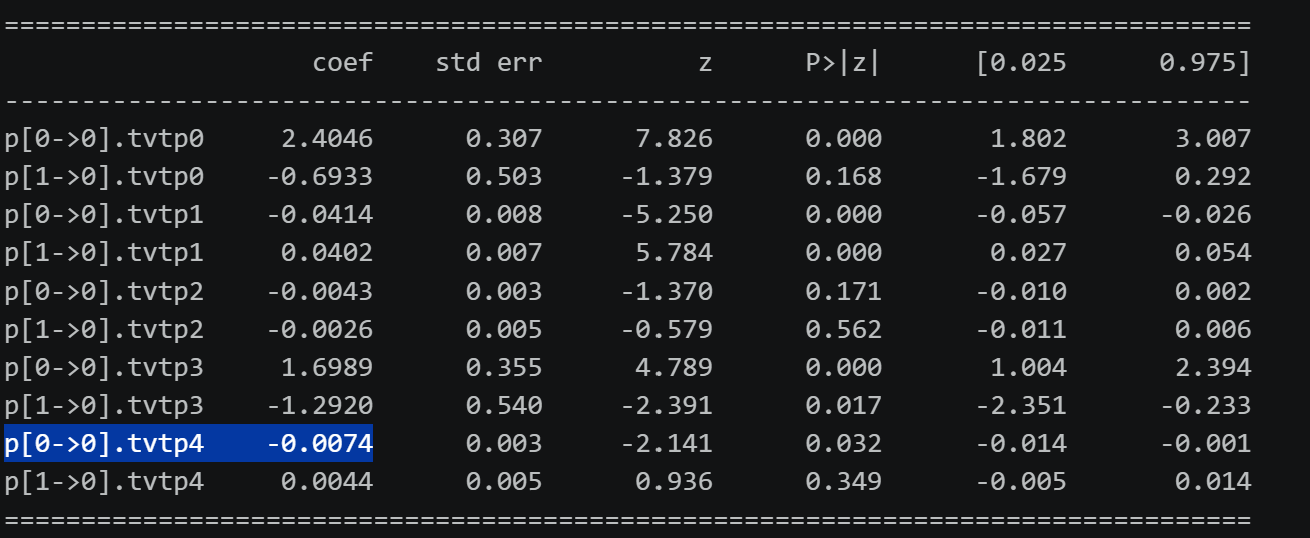 ==============================================================================
coef std err z P>|z| [0.025 0.975]
------------------------------------------------------------------------------
p[0->0].tvtp0 2.4046 0.307 7.826 0.000 1.802 3.007
p[1->0].tvtp0 -0.6933 0.503 -1.379 0.168 -1.679 0.292
p[0->0].tvtp1 -0.0414 0.008 -5.250 0.000 -0.057 -0.026
p[1->0].tvtp1 0.0402 0.007 5.784 0.000 0.027 0.054
p[0->0].tvtp2 -0.0043 0.003 -1.370 0.171 -0.010 0.002
p[1->0].tvtp2 -0.0026 0.005 -0.579 0.562 -0.011 0.006
p[0->0].tvtp3 1.6989 0.355 4.789 0.000 1.004 2.394
p[1->0].tvtp3 -1.2920 0.540 -2.391 0.017 -2.351 -0.233
p[0->0].tvtp4 -0.0074 0.003 -2.141 0.032 -0.014 -0.001
p[1->0].tvtp4 0.0044 0.005 0.936 0.349 -0.005 0.014
==============================================================================